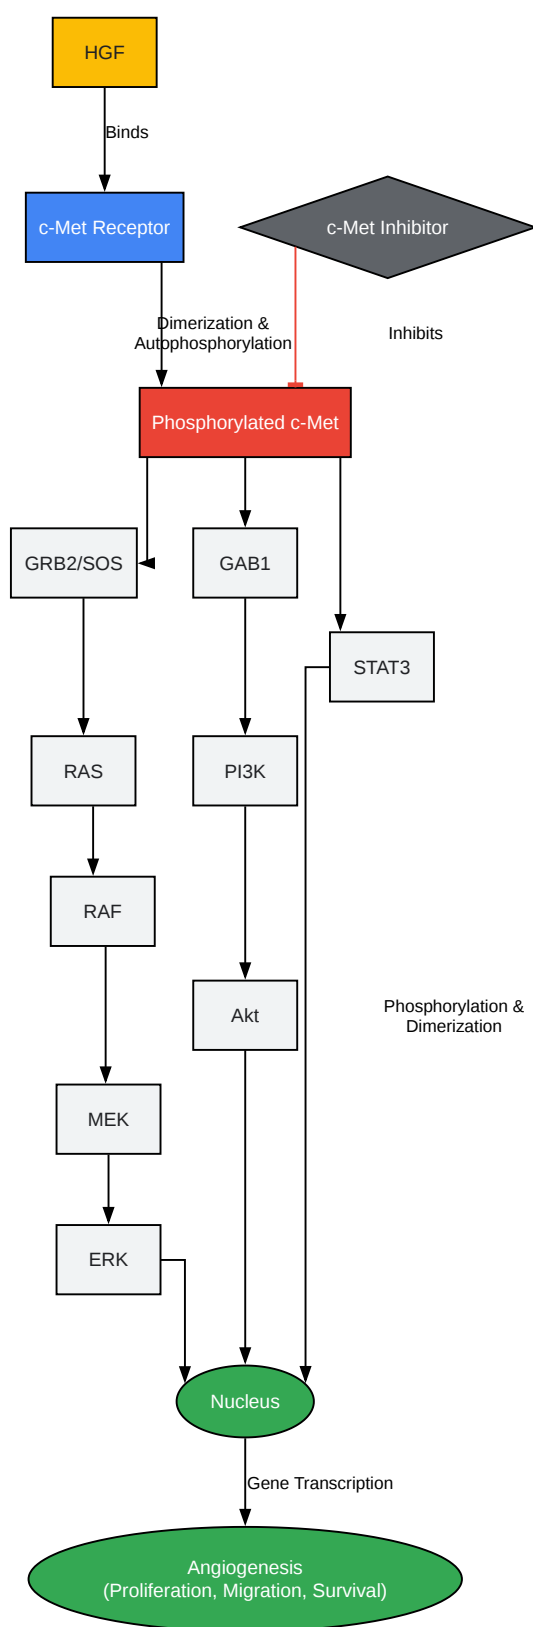 HGF
Binds
c-Met Receptor
c-Met Inhibitor
Dimerization &
Autophosphorylation
Inhibits
Phosphorylated c-Met
GRB2/SOS
GAB1
STAT3
RAS
PI3K
RAF
Akt
Phosphorylation &
Dimerization
MEK
ERK
Nucleus
Gene Transcription
Angiogenesis
(Proliferation, Migration, Survival)